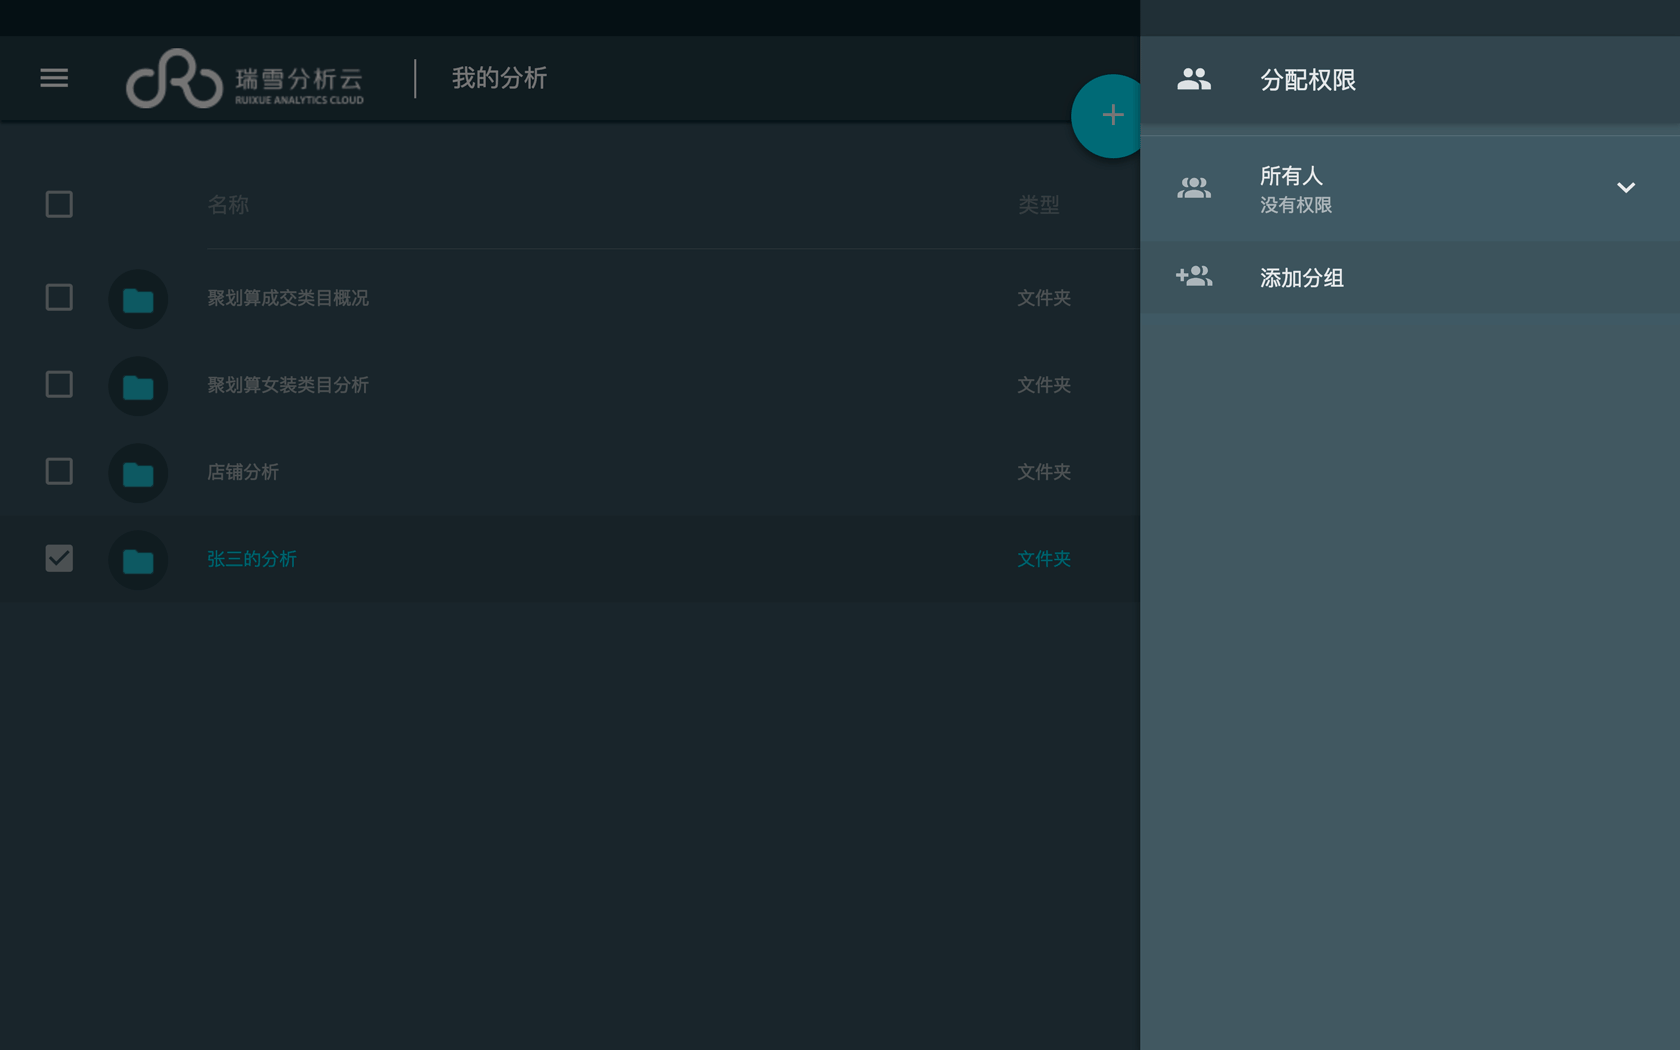 瑞雪分析云
RUIXUE ANALYTICS CLOUD
我的分析
分配权限
所有人
没有权限
添加分组
名称 类型
聚划算成交类目概况 文件夹
聚划算女装类目分析 文件夹
店铺分析 文件夹
张三的分析 文件夹